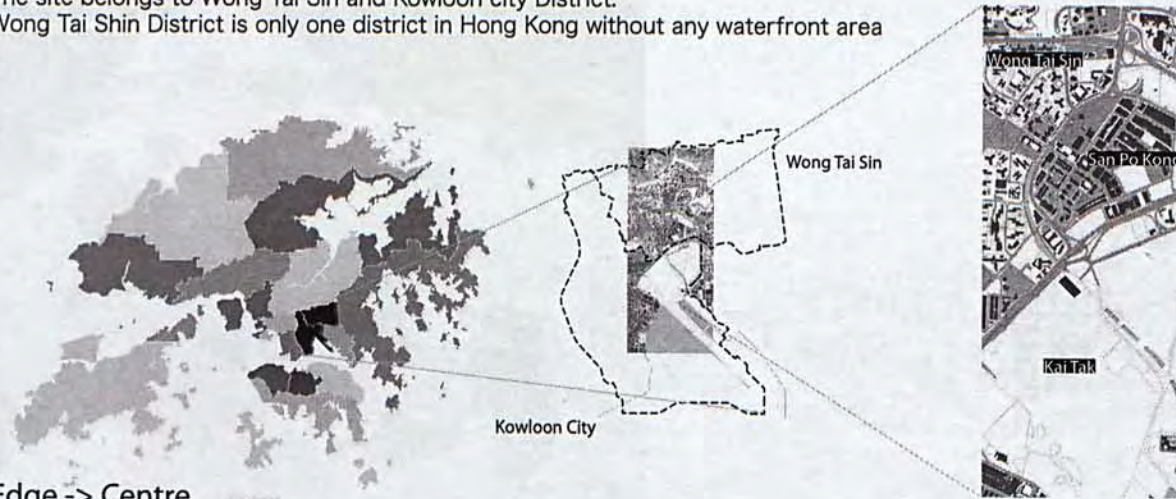 The site belongs to Wong Tai Sin and Kowloon City District.
Wong Tai Shin District is only one district in Hong Kong without any waterfront area
Wong Tai Sin
San Po Kong
Wong Tai Sin
Kai Tak
Kowloon City
Edge -> Centre